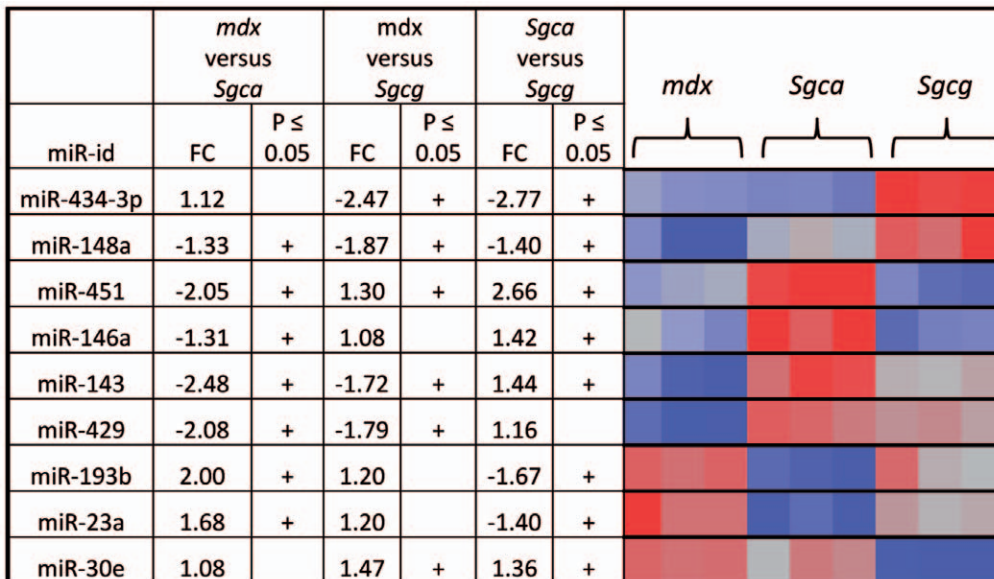 mdx versus Sgca mdx versus Sgcg Sgca versus Sgcg mdx Sgca Sgcg
miR-id FC P ≤ 0.05 FC P ≤ 0.05 FC P ≤ 0.05
miR-434-3p 1.12 -2.47 + -2.77 +
miR-148a -1.33 + -1.87 + -1.40 +
miR-451 -2.05 + 1.30 + 2.66 +
miR-146a -1.31 + 1.08 1.42 +
miR-143 -2.48 + -1.72 + 1.44 +
miR-429 -2.08 + -1.79 + 1.16
miR-193b 2.00 + 1.20 -1.67 +
miR-23a 1.68 + 1.20 -1.40 +
miR-30e 1.08 1.47 + 1.36 +